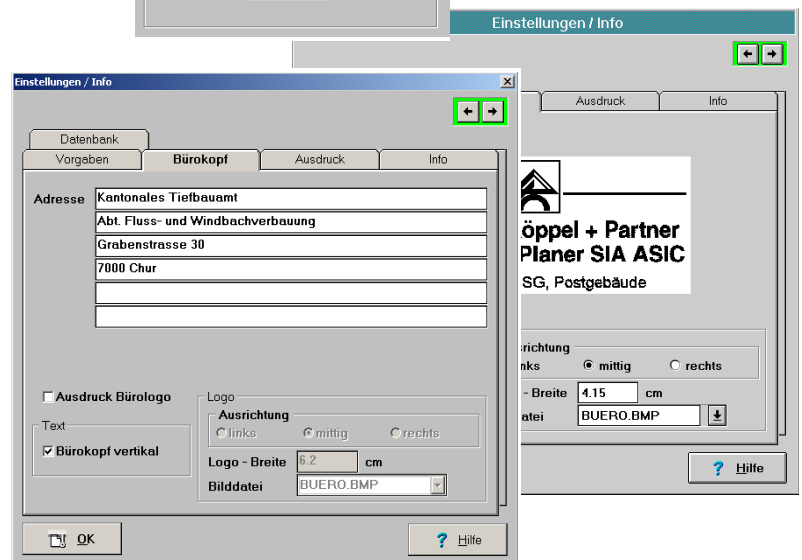 Einstellungen / Info
Ausdruck Info
öppel + Partner
Planer SIA ASIC
SG, Postgebäude
richtung
nks mittig rechts
- Breite 4.15 cm
atei BUERO.BMP
Hilfe
Einstellungen / Info
Datenbank
Vorgaben Bürokopf Ausdruck Info
Adresse Kantonales Tiefbauamt
Abt. Fluss- und Windbachverbauung
Grabenstrasse 30
7000 Chur
Ausdruck Bürologo
Logo
Ausrichtung
links mittig rechts
Text
Bürokopf vertikal
Logo - Breite 6.2 cm
Bilddatei BUERO.BMP
OK
Hilfe